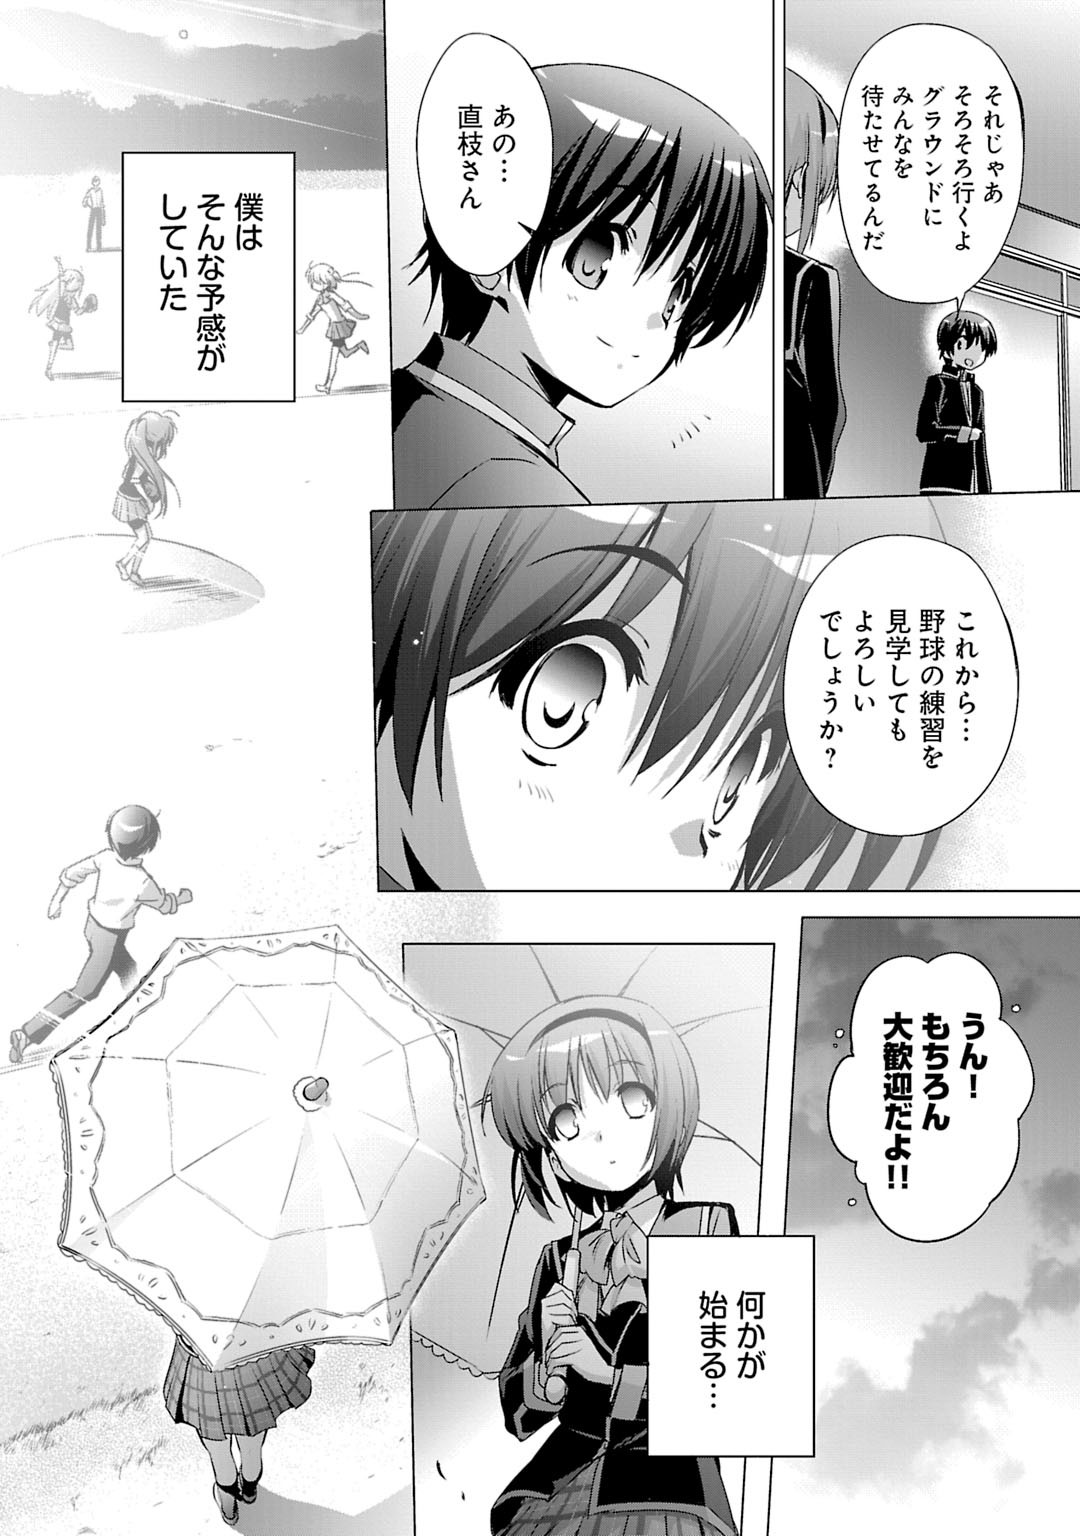 それじゃあ
そろそろ行くよ
グラウンドに
みんなを
待たせてるんだ
あの…
直枝さん
これから…
野球の練習を
見学しても
よろしい
でしょうか？
うん！
もちろん
大歓迎だよ！！
何かが
始まる…
僕は
そんな予感が
していた